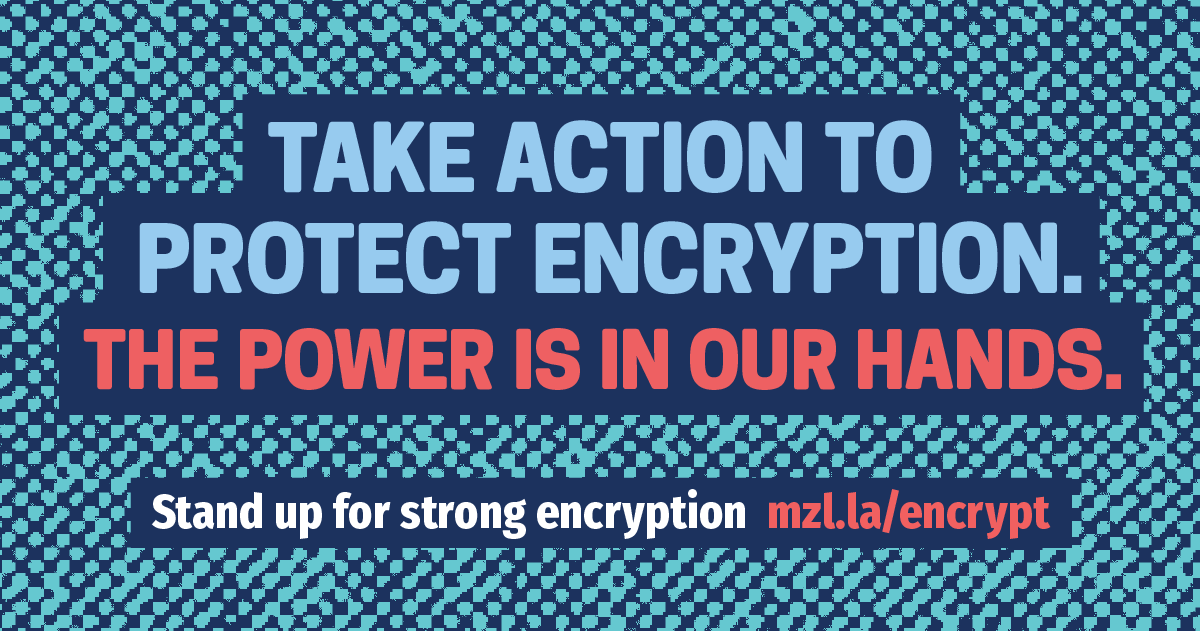 TAKE ACTION TO
PROTECT ENCRYPTION.
THE POWER IS IN OUR HANDS.
Stand up for strong encryption mzl.la/encrypt